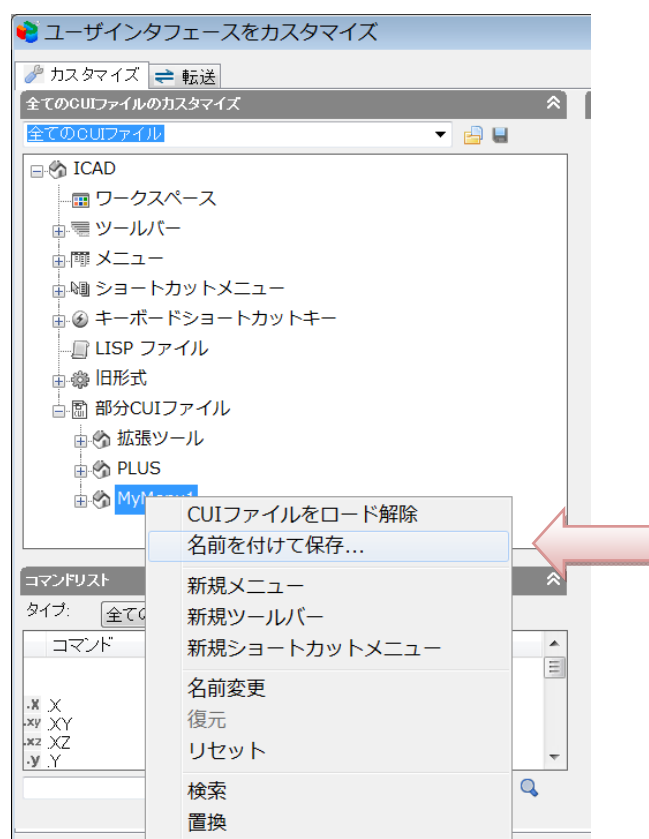 ユーザインタフェースをカスタマイズ
カスタマイズ 転送
全てのCUIファイルのカスタマイズ
全てのCUIファイル
ICAD
ワークスペース
ツールバー
メニュー
ショートカットメニュー
キーボードショートカットキー
LISP ファイル
旧形式
部分CUIファイル
拡張ツール
PLUS
MyMenu1
CUIファイルをロード解除
名前を付けて保存...
新規メニュー
新規ツールバー
新規ショートカットメニュー
名前変更
復元
リセット
検索
置換
コマンドリスト
タイプ: 全ての
コマンド
.X .X
.xy .XY
.xz .XZ
.y .Y